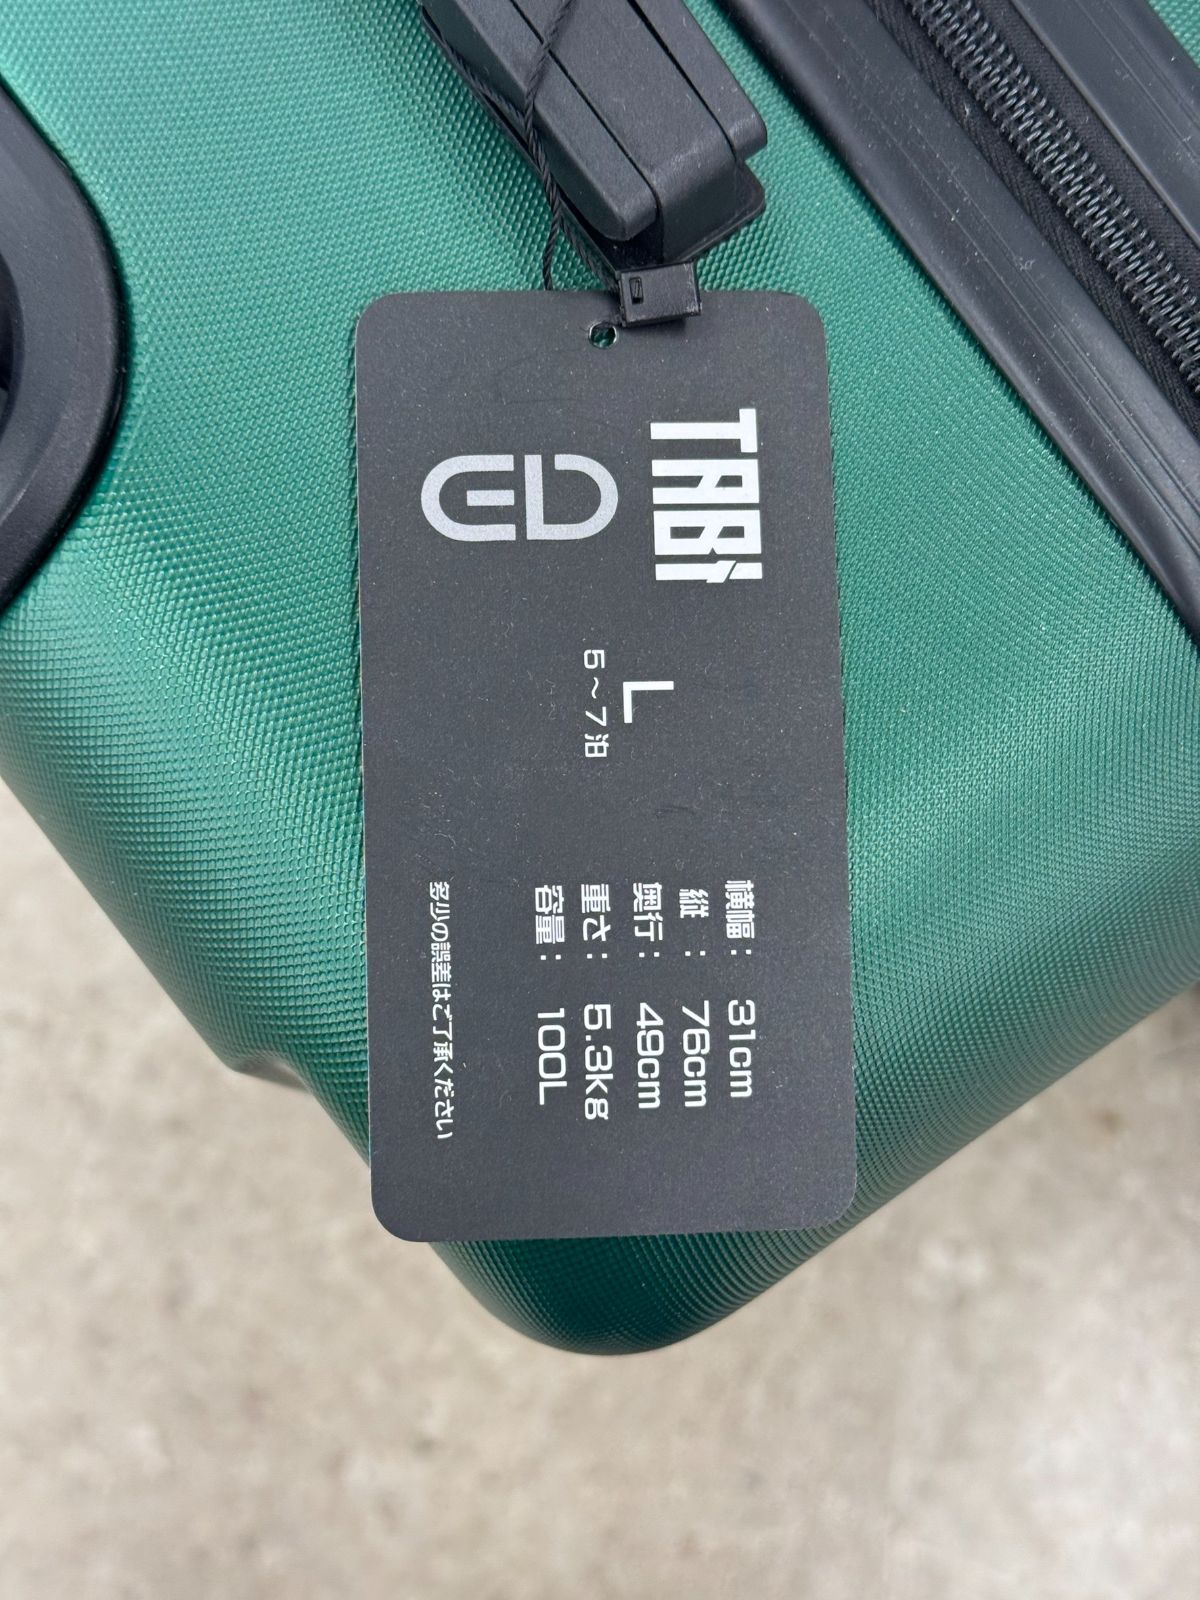 TABI
L
5～7泊
横幅： 31cm
縦 ： 76cm
奥行： 49cm
重さ： 5.3kg
容量： 100L
多少の誤差はご了承ください